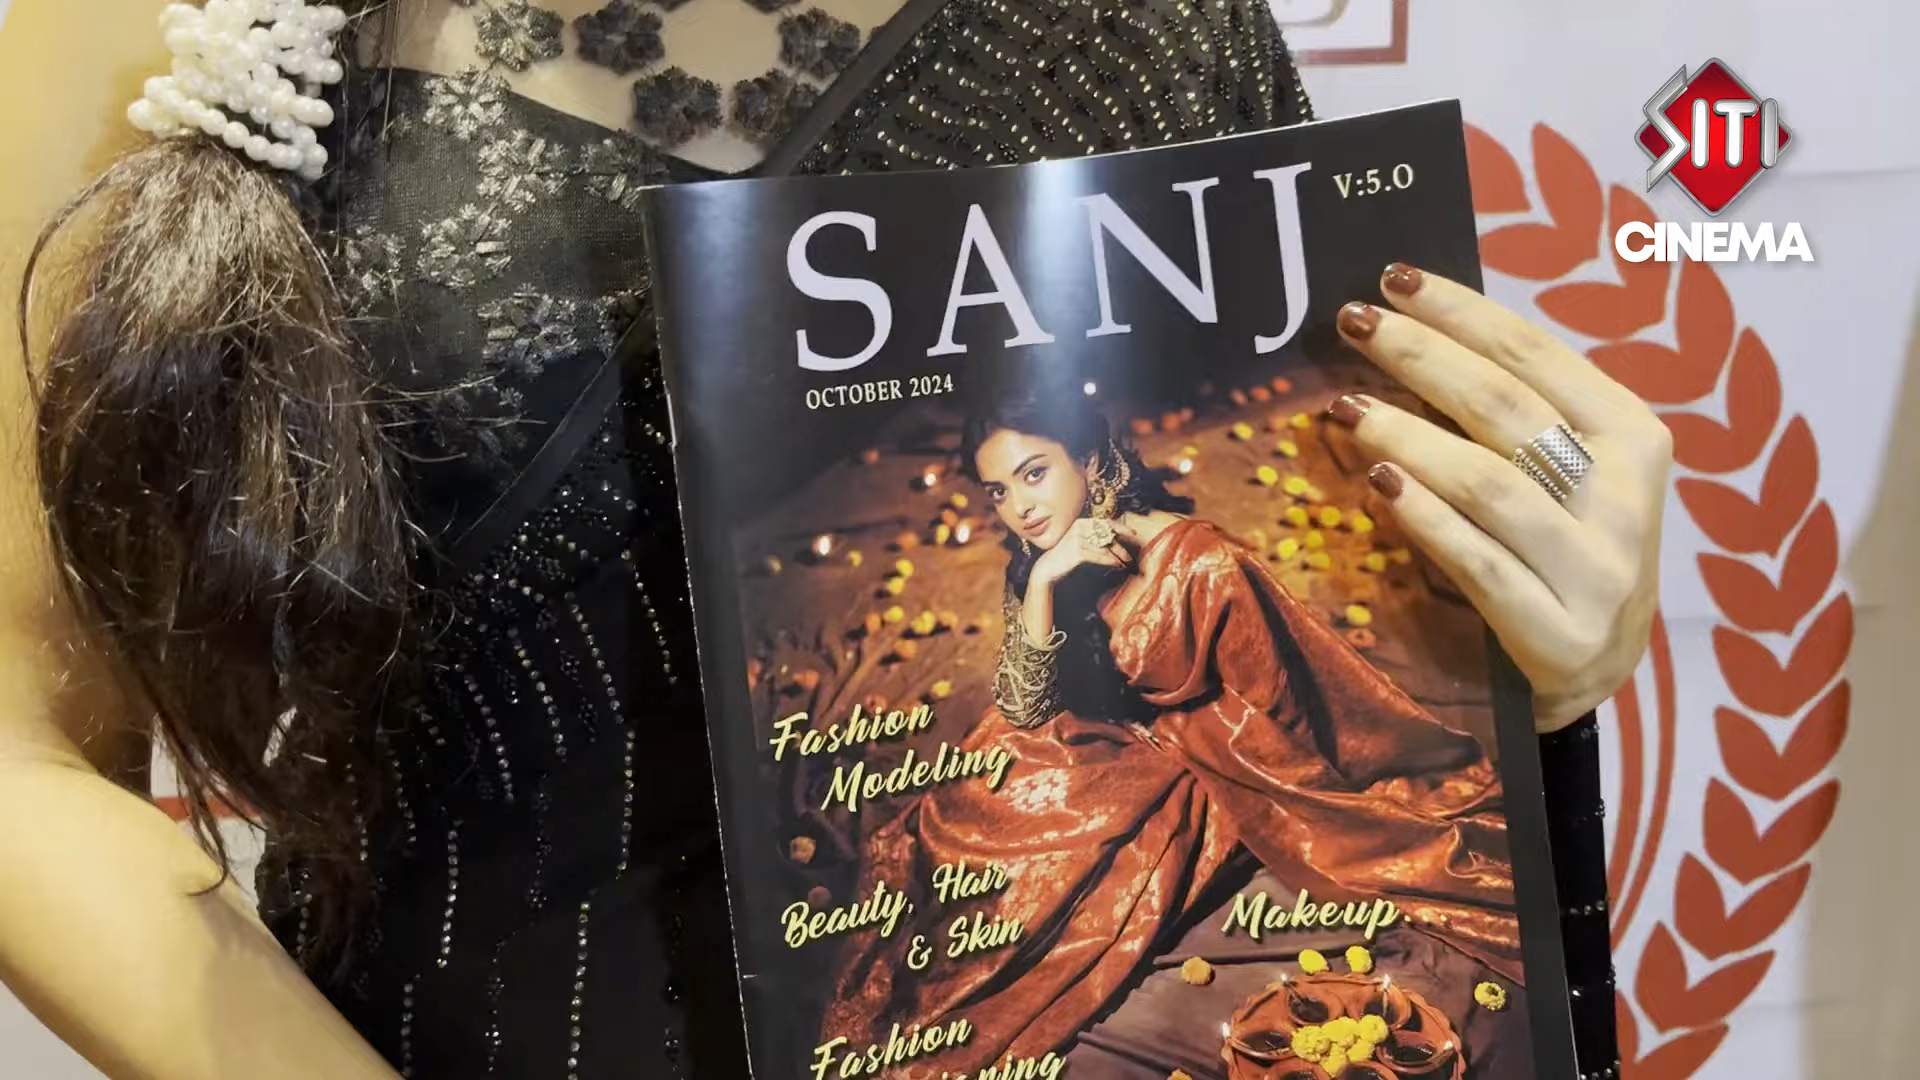 SITI
CINEMA
SANJ
V:5.0
OCTOBER 2024
Fashion
Modeling
Beauty, Hair
& Skin
Makeup...
Fashion